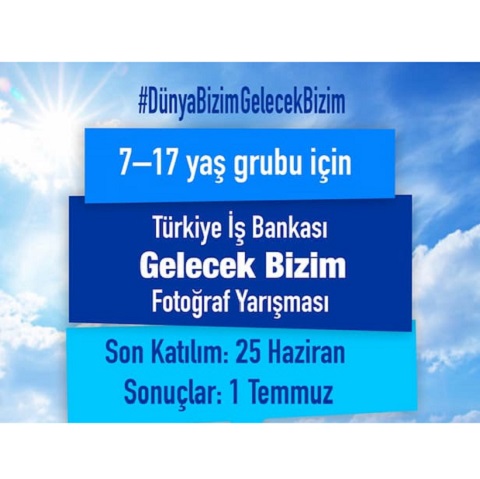 #DünyaBizimGelecekBizim
7–17 yaş grubu için
Türkiye İş Bankası
Gelecek Bizim
Fotoğraf Yarışması
Son Katılım: 25 Haziran
Sonuçlar: 1 Temmuz